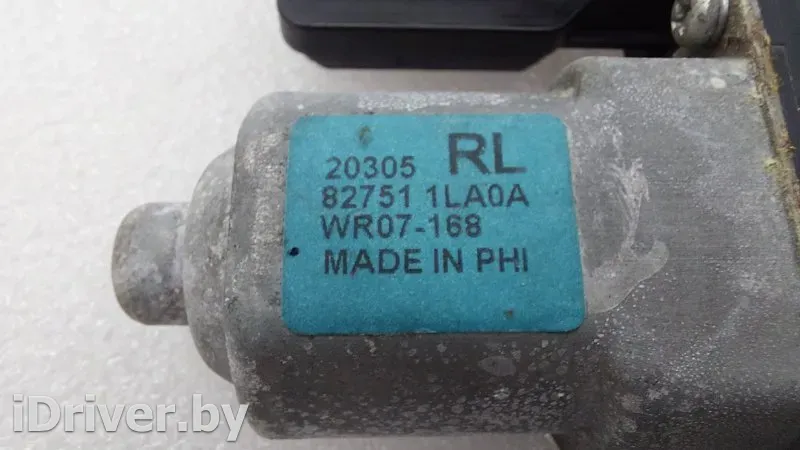 20305 RL
82751 1LA0A
WR07-168
MADE IN PHI
iDriver.by